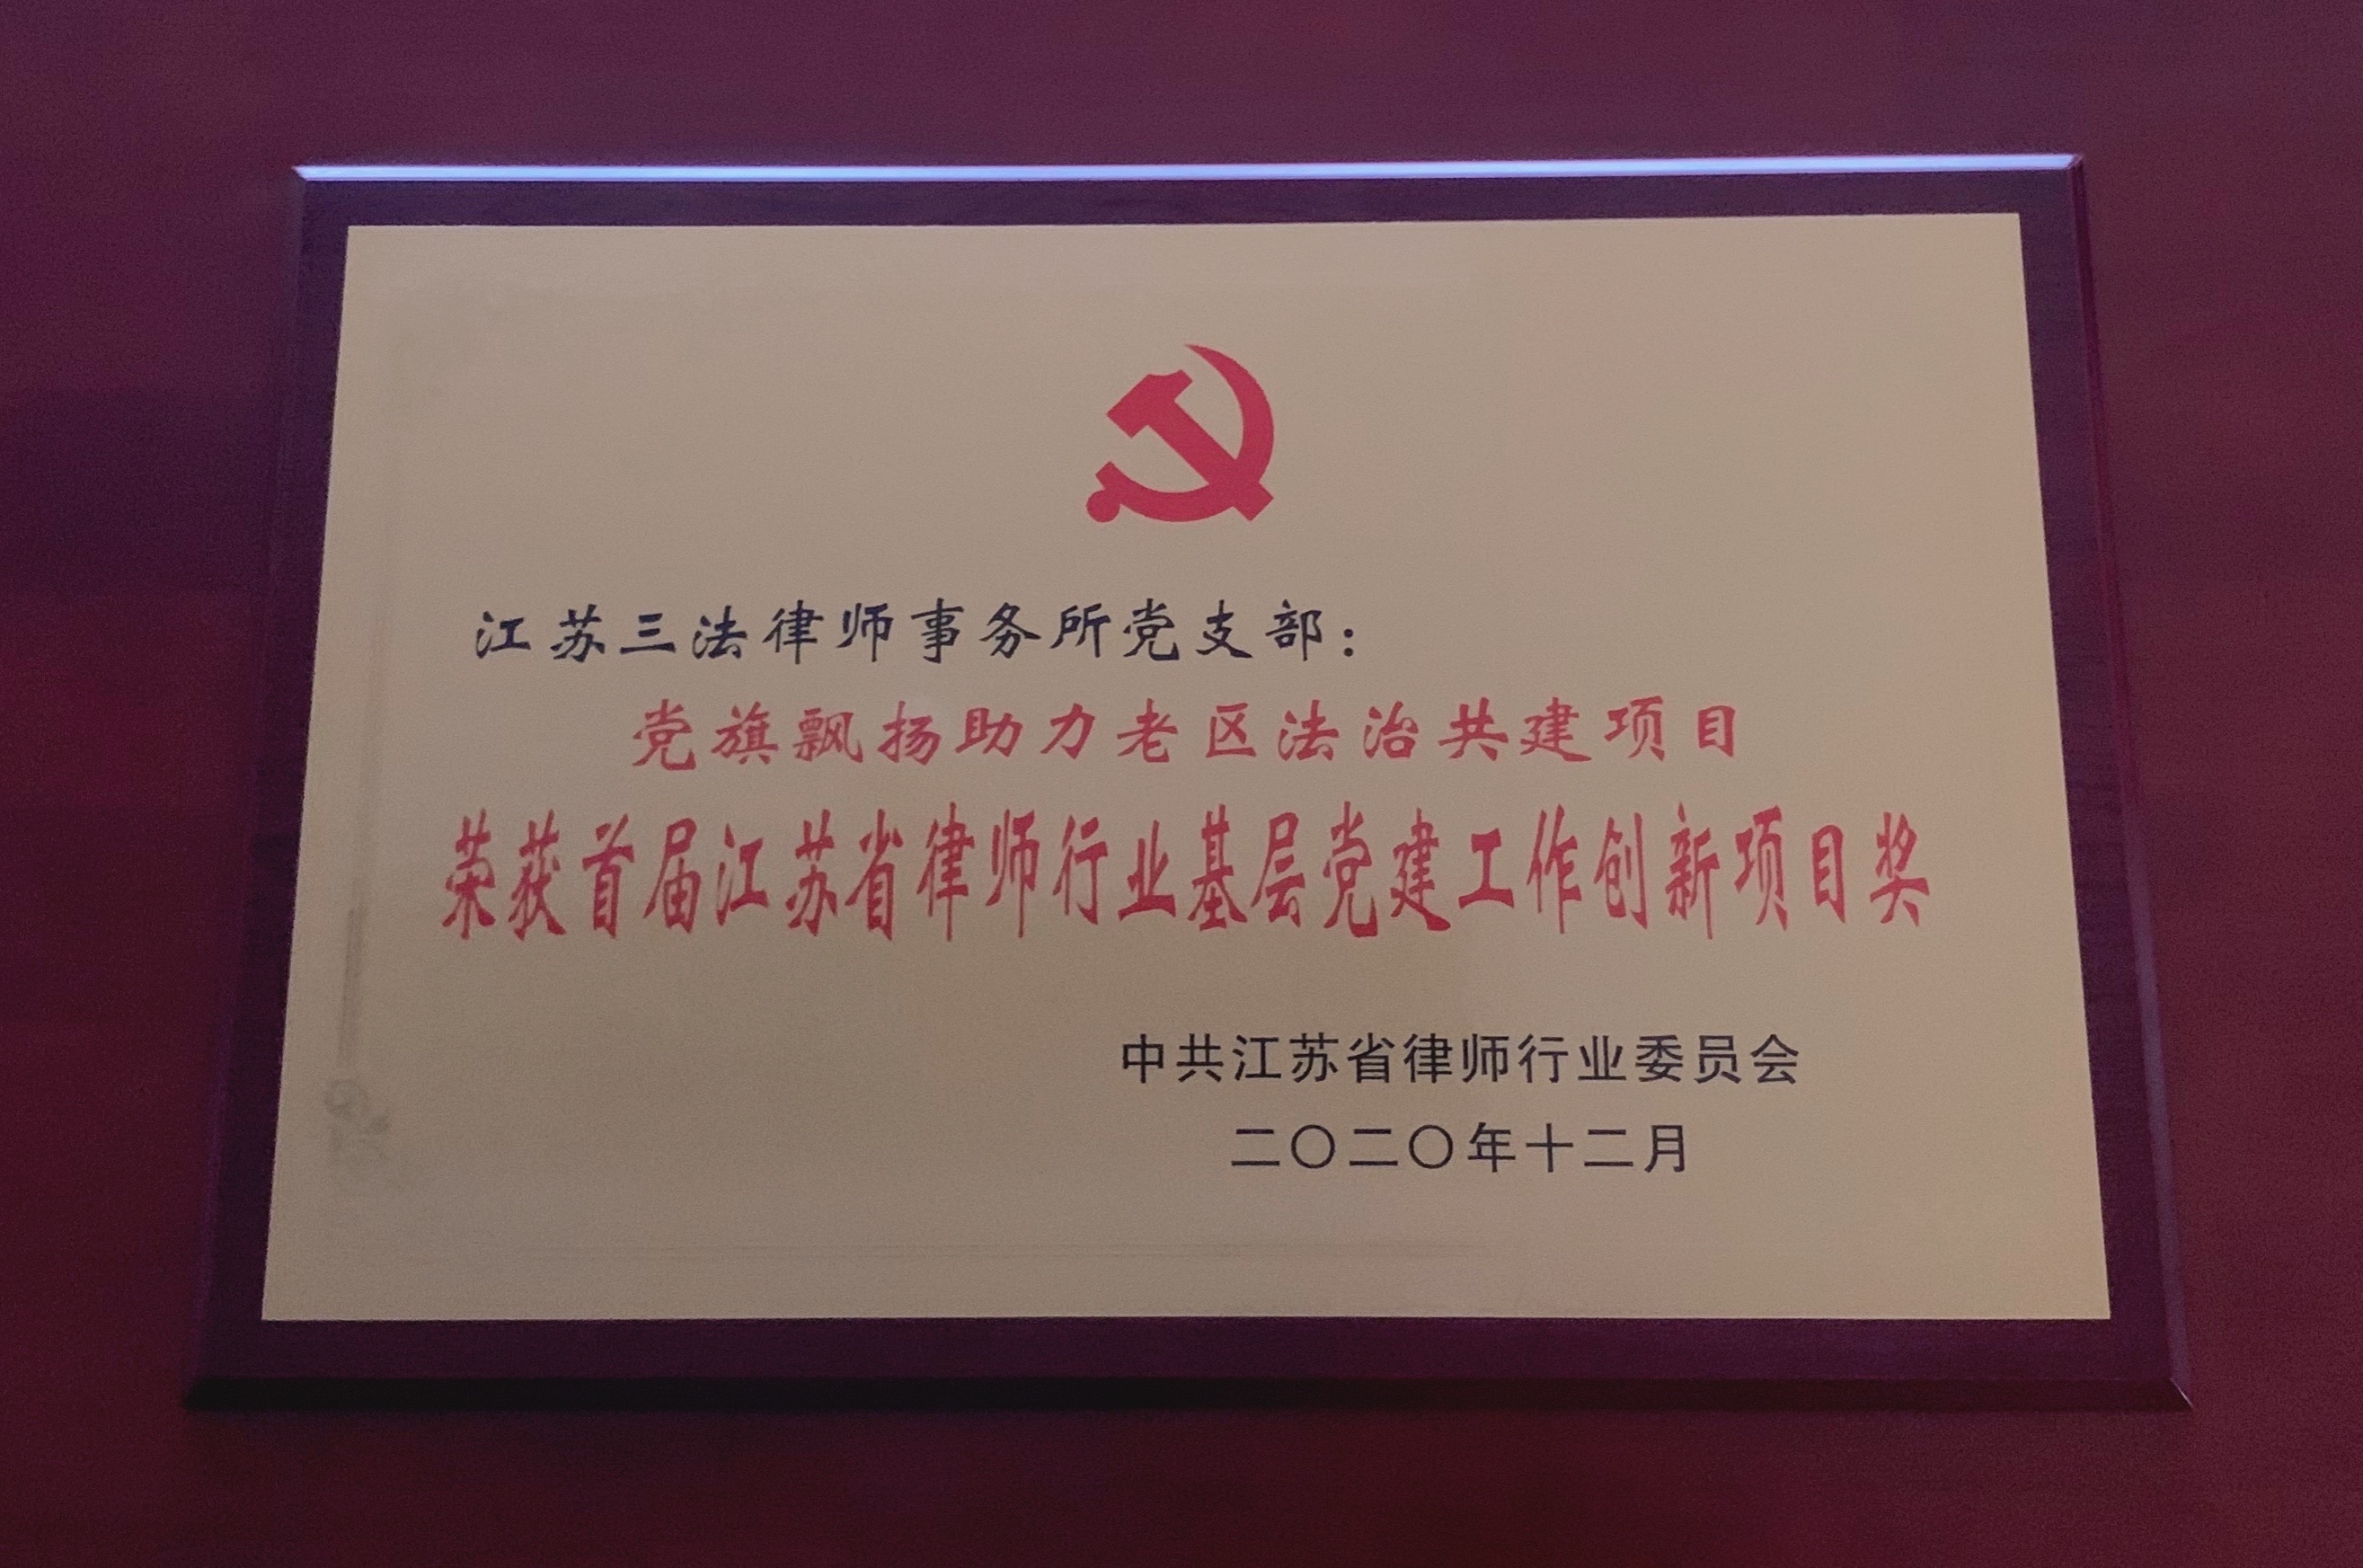 江苏三法律师事务所党支部：
党旗飘扬助力老区法治共建项目
荣获首届江苏省律师行业基层党建工作创新项目奖
中共江苏省律师行业委员会
二〇二〇年十二月